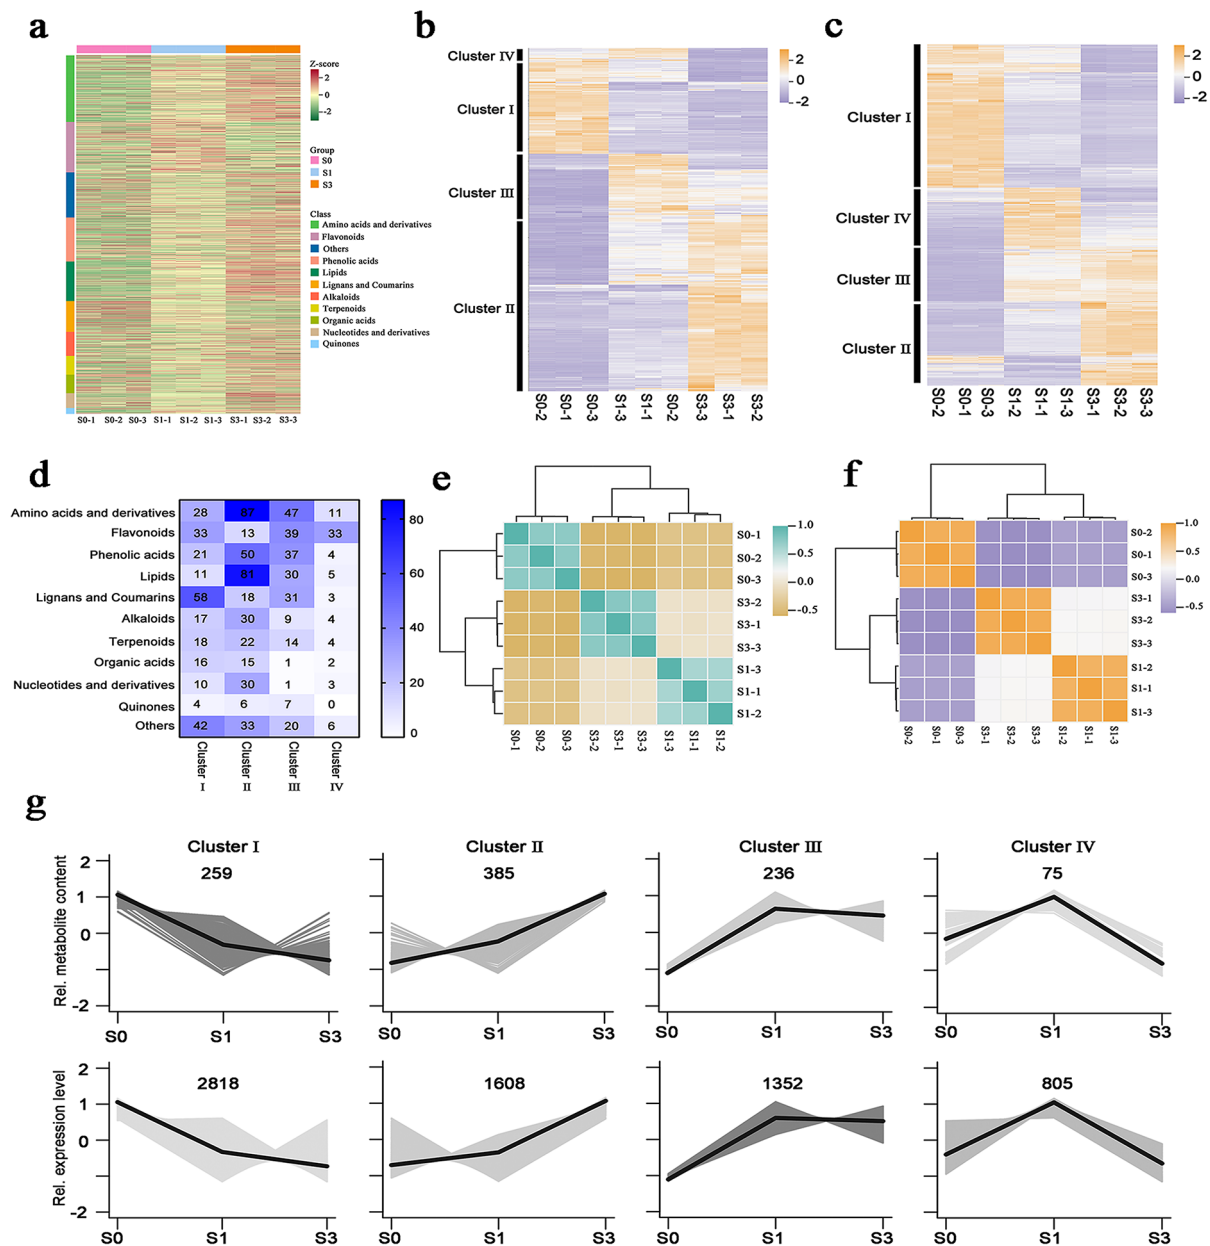 a
Z-score
2
0
-2
Group
S0
S1
S3
Class
Amino acids and derivatives
Flavonoids
Others
Phenolic acids
Lipids
Lignans and Coumarins
Alkaloids
Terpenoids
Organic acids
Nucleotides and derivatives
Quinones
S0-1 S0-2 S0-3 S1-1 S1-2 S1-3 S3-1 S3-2 S3-3
b
Cluster IV
Cluster I
Cluster III
Cluster II
2
0
-2
S0-2 S0-1 S0-3 S1-3 S1-1 S0-2 S3-3 S3-1 S3-2
c
Cluster I
Cluster IV
Cluster III
Cluster II
2
0
-2
S0-2 S0-1 S0-3 S1-2 S1-1 S1-3 S3-1 S3-2 S3-3
d
Amino acids and derivatives 28 87 47 11
Flavonoids 33 13 39 33
Phenolic acids 21 50 37 4
Lipids 11 81 30 5
Lignans and Coumarins 58 18 31 3
Alkaloids 17 30 9 4
Terpenoids 18 22 14 4
Organic acids 16 15 1 2
Nucleotides and derivatives 10 30 1 3
Quinones 4 6 7 0
Others 42 33 20 6
Cluster I Cluster II Cluster III Cluster IV
80
60
40
20
0
e
S0-1
S0-2
S0-3
S3-2
S3-1
S3-3
S1-3
S1-1
S1-2
S0-1 S0-2 S0-3 S3-2 S3-1 S3-3 S1-3 S1-1 S1-2
1.0
0.5
0.0
-0.5
f
S0-2
S0-1
S0-3
S3-1
S3-2
S3-3
S1-2
S1-1
S1-3
S0-2 S0-1 S0-3 S3-1 S3-2 S3-3 S1-2 S1-1 S1-3
1.0
0.5
0.0
-0.5
g
Cluster I Cluster II Cluster III Cluster IV
259 385 236 75
Rel. metabolite content
2
1
0
-2
S0 S1 S3 S0 S1 S3 S0 S1 S3 S0 S1 S3
2818 1608 1352 805
Rel. expression level
2
1
0
-2
S0 S1 S3 S0 S1 S3 S0 S1 S3 S0 S1 S3